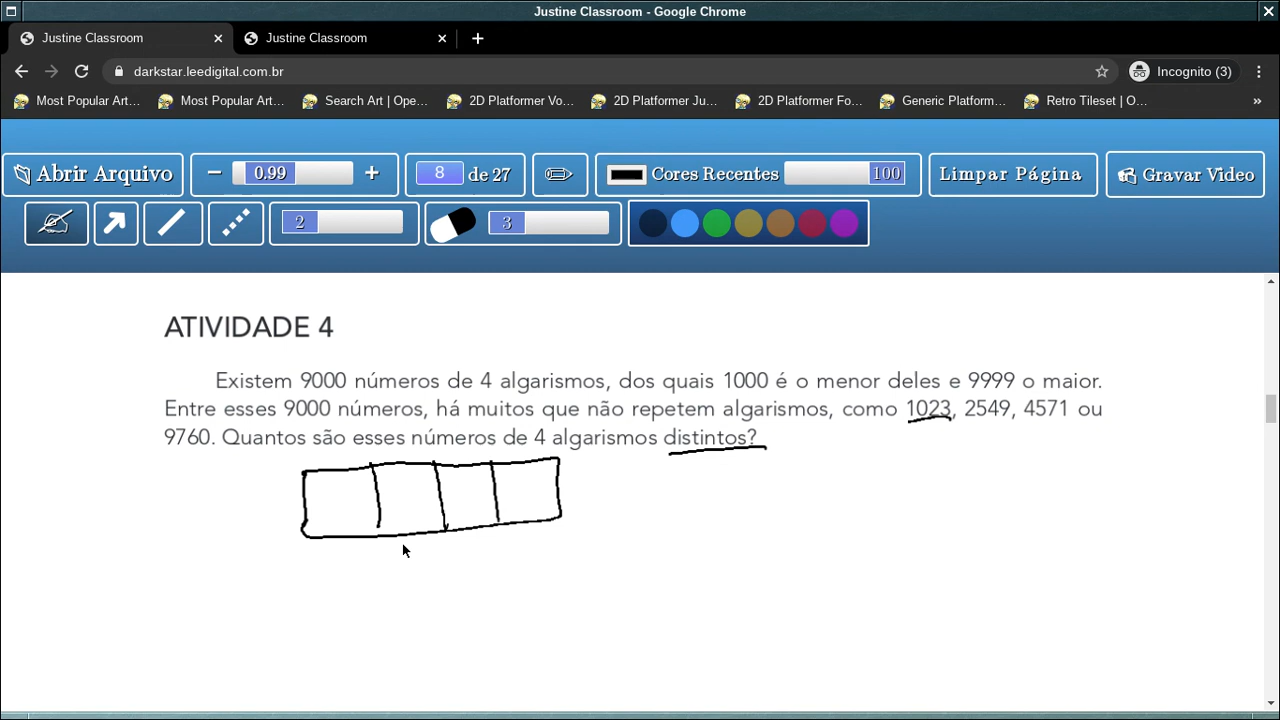 Justine Classroom - Google Chrome
Justine Classroom
Justine Classroom
darkstar.leedigital.com.br
Incognito (3)
Most Popular Art...
Most Popular Art...
Search Art | Ope...
2D Platformer Vo...
2D Platformer Ju...
2D Platformer Fo...
Generic Platform...
Retro Tileset | O...
»
Abrir Arquivo
− 0.99 +
8 de 27
Cores Recentes 100
Limpar Página
Gravar Video
2
3
ATIVIDADE 4
Existem 9000 números de 4 algarismos, dos quais 1000 é o menor deles e 9999 o maior.
Entre esses 9000 números, há muitos que não repetem algarismos, como 1023, 2549, 4571 ou
9760. Quantos são esses números de 4 algarismos distintos?